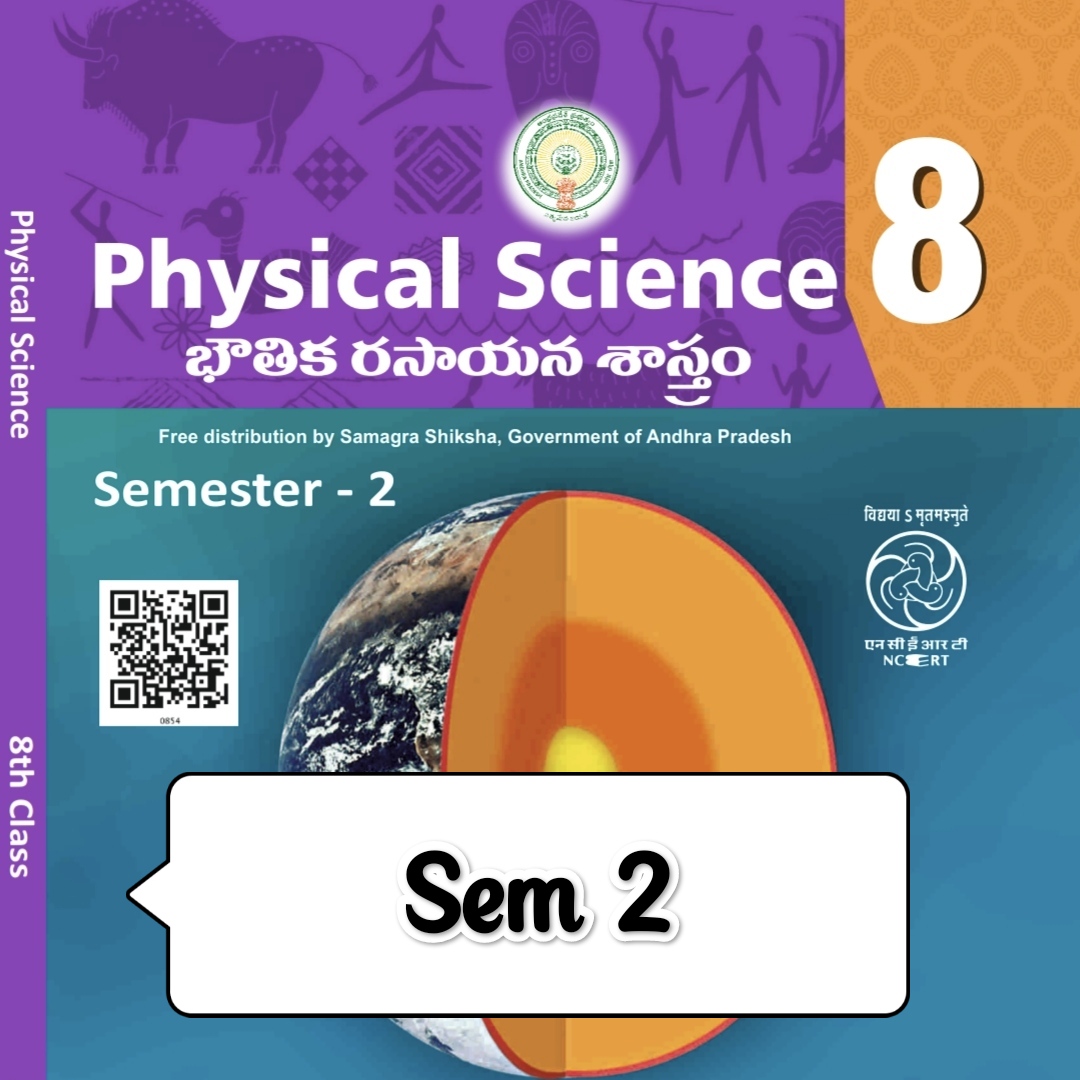 Physical Science
8
భౌతిక రసాయన శాస్త్రం
Free distribution by Samagra Shiksha, Government of Andhra Pradesh
Semester - 2
विद्यया ऽ मृतमश्नुते
एन सी ई आर टी
NCERT
0854
Sem 2
Physical Science
8th Class